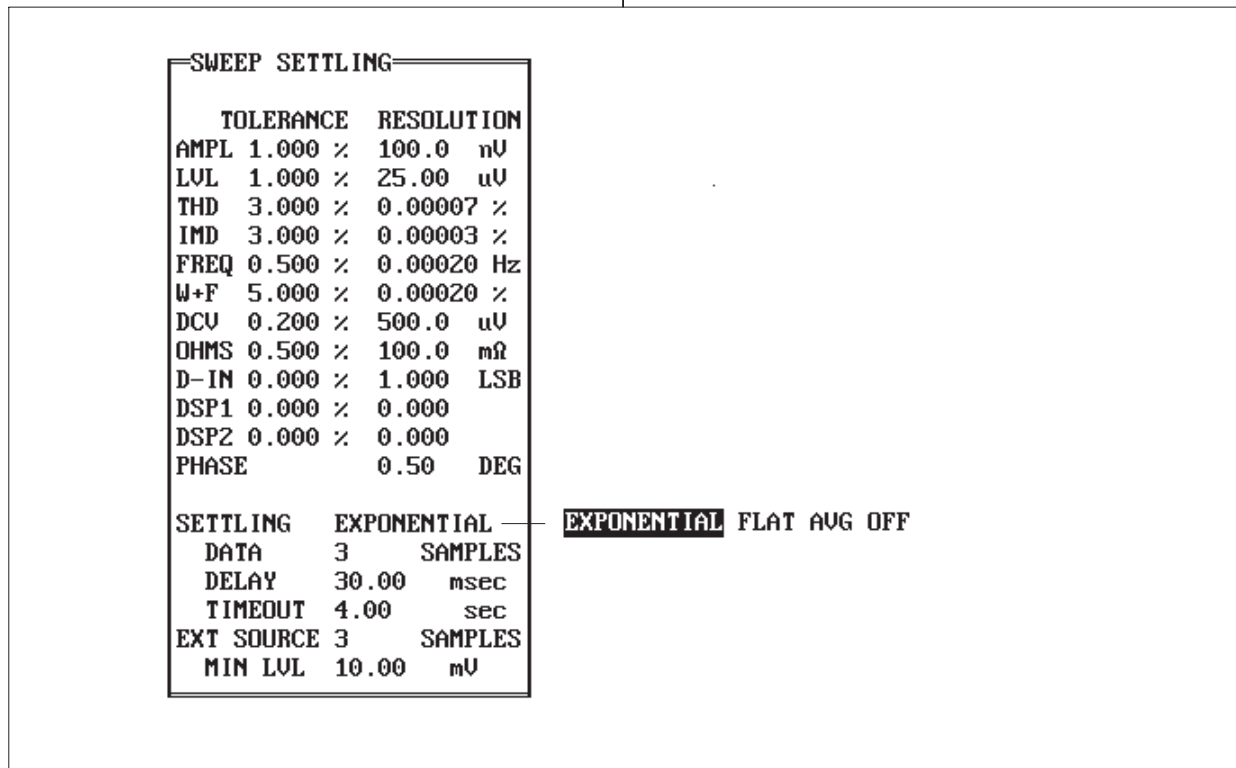 SWEEP SETTLING
TOLERANCE RESOLUTION
AMPL 1.000 % 100.0 nV
LVL 1.000 % 25.00 uV
THD 3.000 % 0.00007 %
IMD 3.000 % 0.00003 %
FREQ 0.500 % 0.00020 Hz
W+F 5.000 % 0.00020 %
DCV 0.200 % 500.0 uV
OHMS 0.500 % 100.0 mΩ
D-IN 0.000 % 1.000 LSB
DSP1 0.000 % 0.000
DSP2 0.000 % 0.000
PHASE 0.50 DEG
SETTLING EXPONENTIAL EXPONENTIAL FLAT AVG OFF
DATA 3 SAMPLES
DELAY 30.00 msec
TIMEOUT 4.00 sec
EXT SOURCE 3 SAMPLES
MIN LVL 10.00 mV